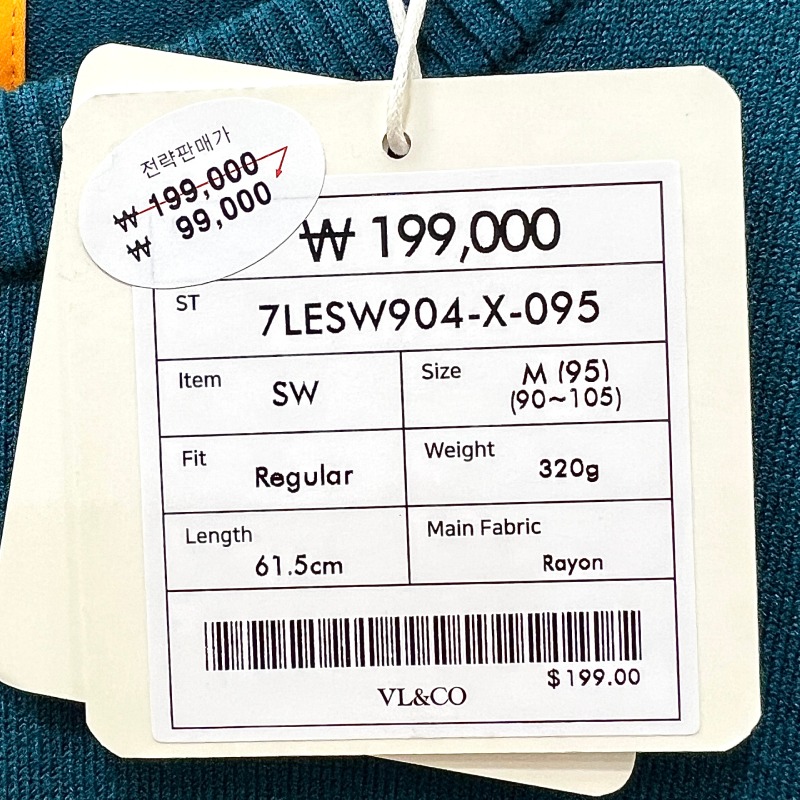 전략판매가
₩ 199,000
₩ 99,000
₩ 199,000
ST 7LESW904-X-095
Item SW
Size M (95)
(90~105)
Fit Regular
Weight 320g
Length 61.5cm
Main Fabric Rayon
$199.00
VL&CO